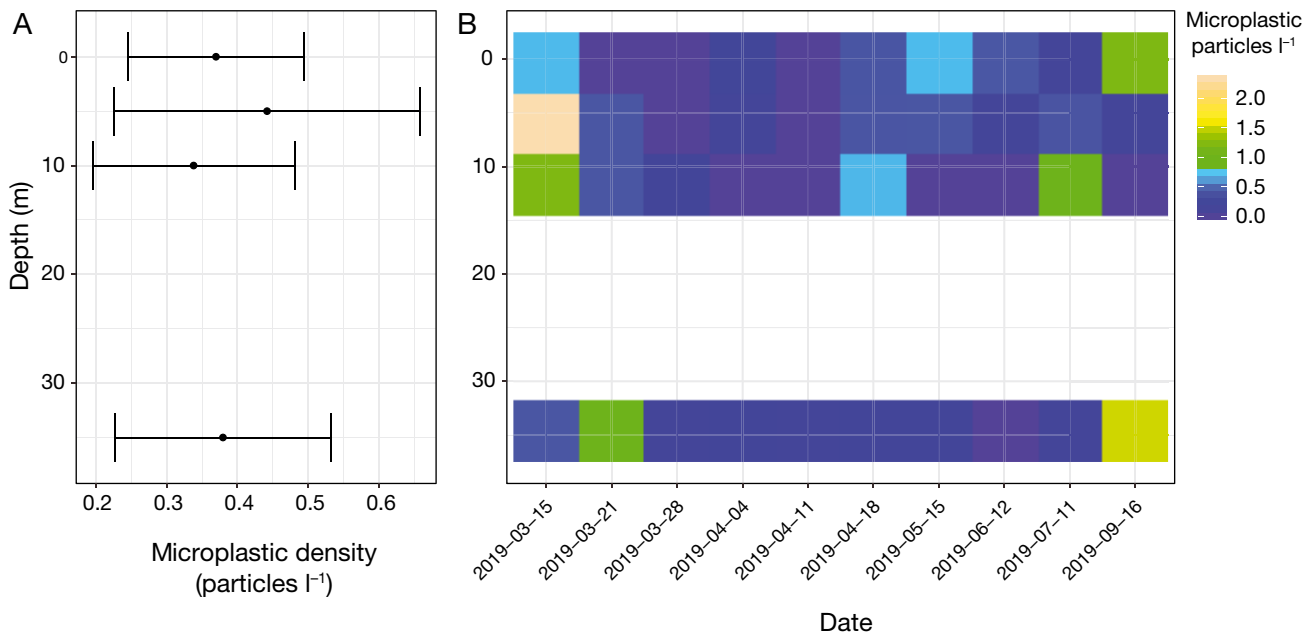 A
B
0
10
20
30
Depth (m)
0.2 0.3 0.4 0.5 0.6
Microplastic density
(particles l⁻¹)
0
10
20
30
2019–03–15
2019–03–21
2019–03–28
2019–04–04
2019–04–11
2019–04–18
2019–05–15
2019–06–12
2019–07–11
2019–09–16
Date
Microplastic
particles l⁻¹
2.0
1.5
1.0
0.5
0.0